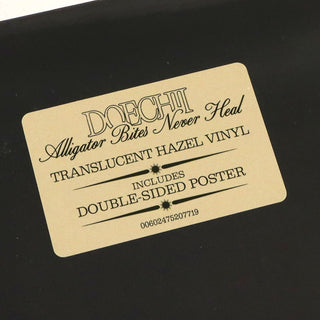 DOECHII
Alligator Bites Never Heal
TRANSLUCENT HAZEL VINYL
INCLUDES
DOUBLE-SIDED POSTER
00602475207719